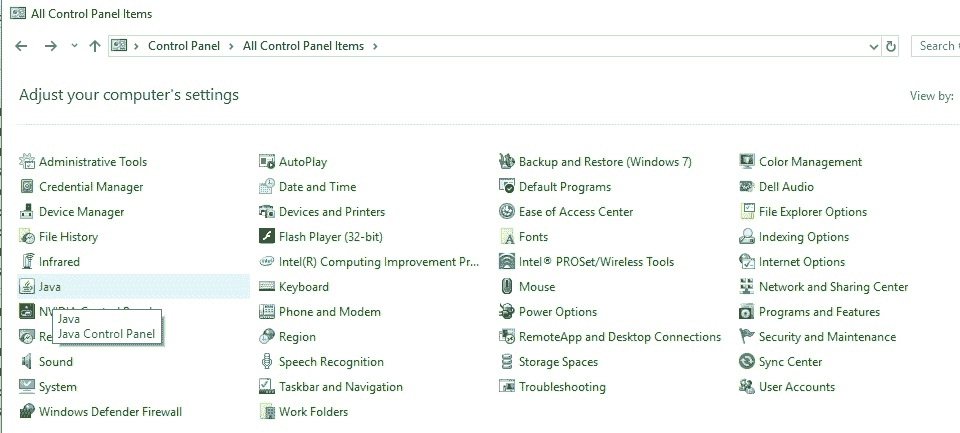 All Control Panel Items
Control Panel > All Control Panel Items >
Search
Adjust your computer's settings
View by:
Administrative Tools
AutoPlay
Backup and Restore (Windows 7)
Color Management
Credential Manager
Date and Time
Default Programs
Dell Audio
Device Manager
Devices and Printers
Ease of Access Center
File Explorer Options
File History
Flash Player (32-bit)
Fonts
Indexing Options
Infrared
Intel(R) Computing Improvement Pr...
Intel® PROSet/Wireless Tools
Internet Options
Java
Keyboard
Mouse
Network and Sharing Center
Phone and Modem
Power Options
Programs and Features
Java
Java Control Panel
Region
RemoteApp and Desktop Connections
Security and Maintenance
Sound
Speech Recognition
Storage Spaces
Sync Center
System
Taskbar and Navigation
Troubleshooting
User Accounts
Windows Defender Firewall
Work Folders